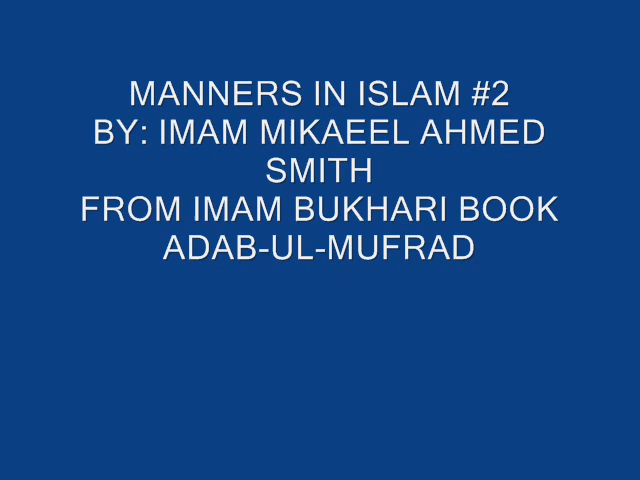 MANNERS IN ISLAM #2
BY: IMAM MIKAEEL AHMED
SMITH
FROM IMAM BUKHARI BOOK
ADAB-UL-MUFRAD